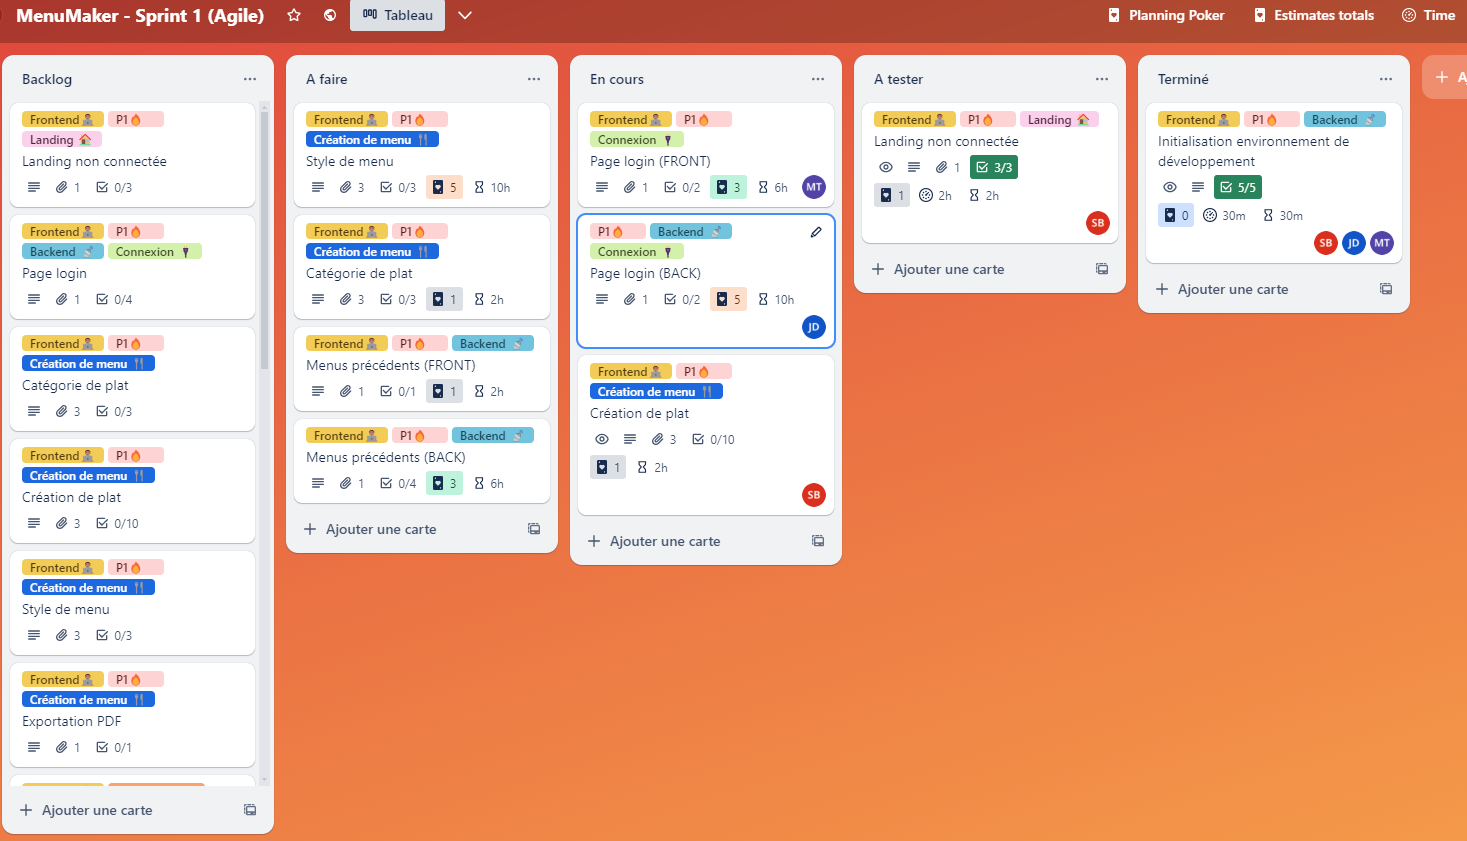 MenuMaker - Sprint 1 (Agile)
Tableau
Planning Poker
Estimates totals
Time
Backlog
Frontend P1
Landing
Landing non connectée
1 0/3
Frontend P1
Backend Connexion
Page login
1 0/4
Frontend P1
Création de menu
Catégorie de plat
3 0/3
Frontend P1
Création de menu
Création de plat
3 0/10
Frontend P1
Création de menu
Style de menu
3 0/3
Frontend P1
Création de menu
Exportation PDF
1 0/1
Ajouter une carte
A faire
Frontend P1
Création de menu
Style de menu
3 0/3 5 10h
Frontend P1
Création de menu
Catégorie de plat
3 0/3 1 2h
Frontend P1 Backend
Menus précédents (FRONT)
1 0/1 1 2h
Frontend P1 Backend
Menus précédents (BACK)
1 0/4 3 6h
Ajouter une carte
En cours
Frontend P1
Connexion
Page login (FRONT)
1 0/2 3 6h MT
P1 Backend
Connexion
Page login (BACK)
1 0/2 5 10h
JD
Frontend P1
Création de menu
Création de plat
3 0/10
1 2h
SB
Ajouter une carte
A tester
Frontend P1 Landing
Landing non connectée
1 3/3
1 2h 2h
SB
Ajouter une carte
Terminé
Frontend P1 Backend
Initialisation environnement de
développement
5/5
0 30m 30m
SB JD MT
Ajouter une carte